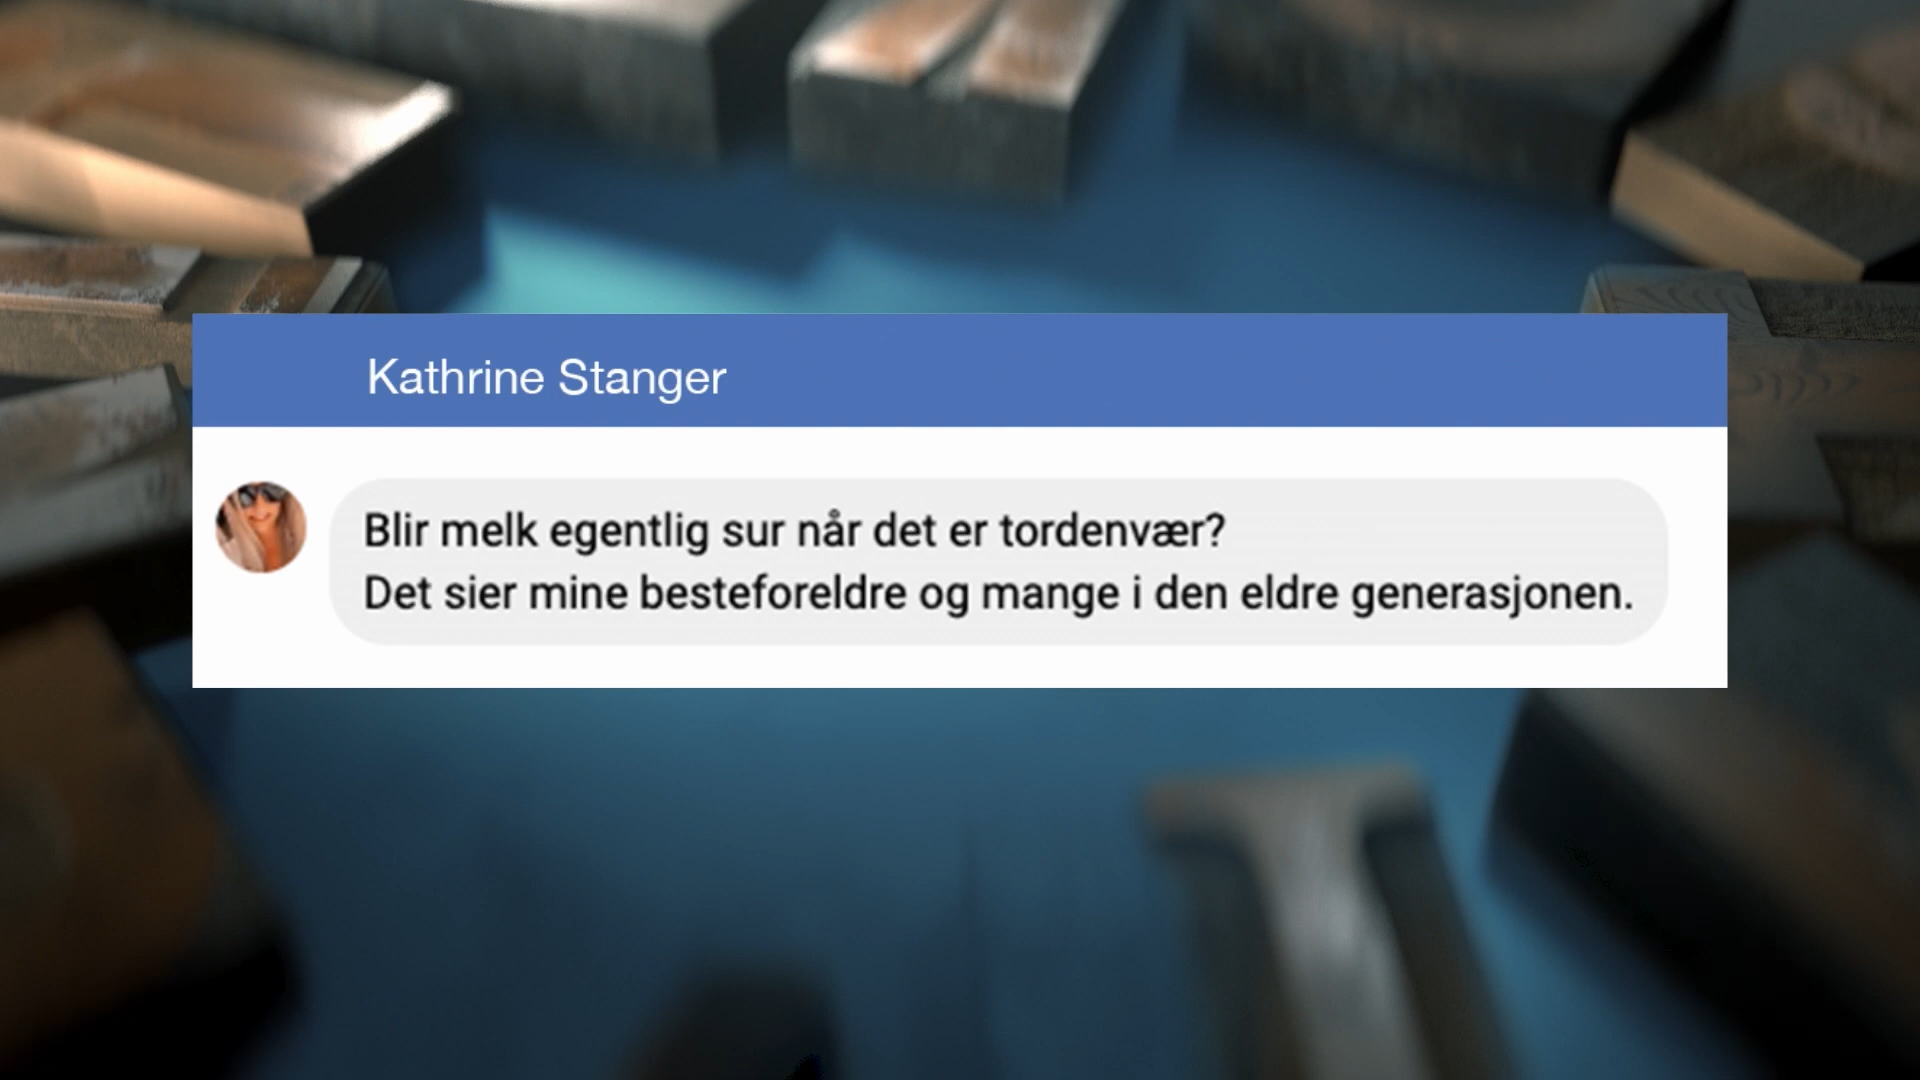 Kathrine Stanger
Blir melk egentlig sur når det er tordenvær?
Det sier mine besteforeldre og mange i den eldre generasjonen.